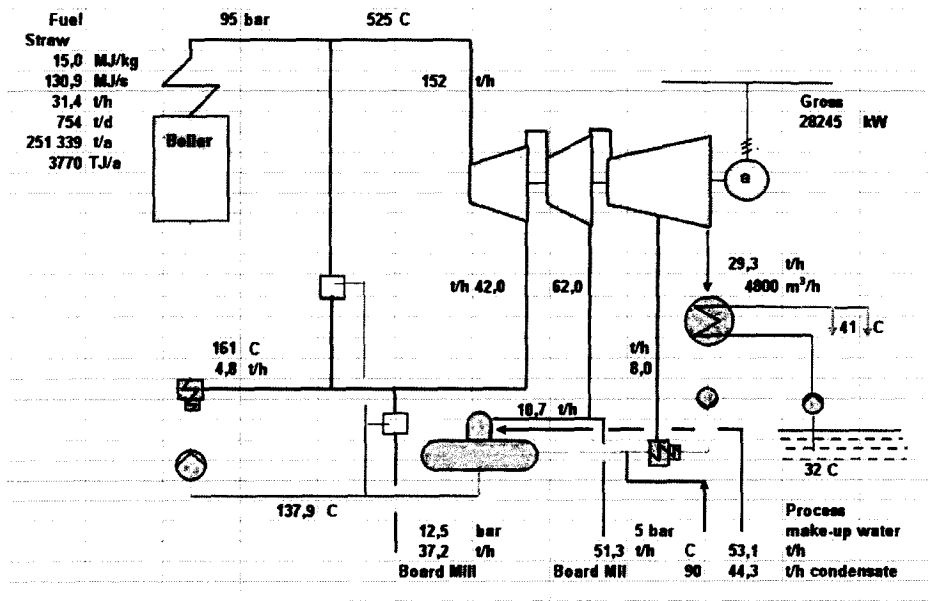 Fuel 95 bar 525 C
Straw
15,0 MJ/kg
130,9 MJ/s
31,4 t/h
754 t/d
251 339 t/a
3770 TJ/a
Boiler
152 t/h
Gross
28245 kW
29,3 t/h
4800 m³/h
t/h 42,0 62,0
41 C
161 C
4,8 t/h
t/h
8,0
10,7 t/h
32 C
137,9 C
12,5 bar 5 bar
37,2 t/h 51,3 t/h C 53,1 t/h
Board Mill Board Mill 90 44,3 t/h condensate
Process
make-up water